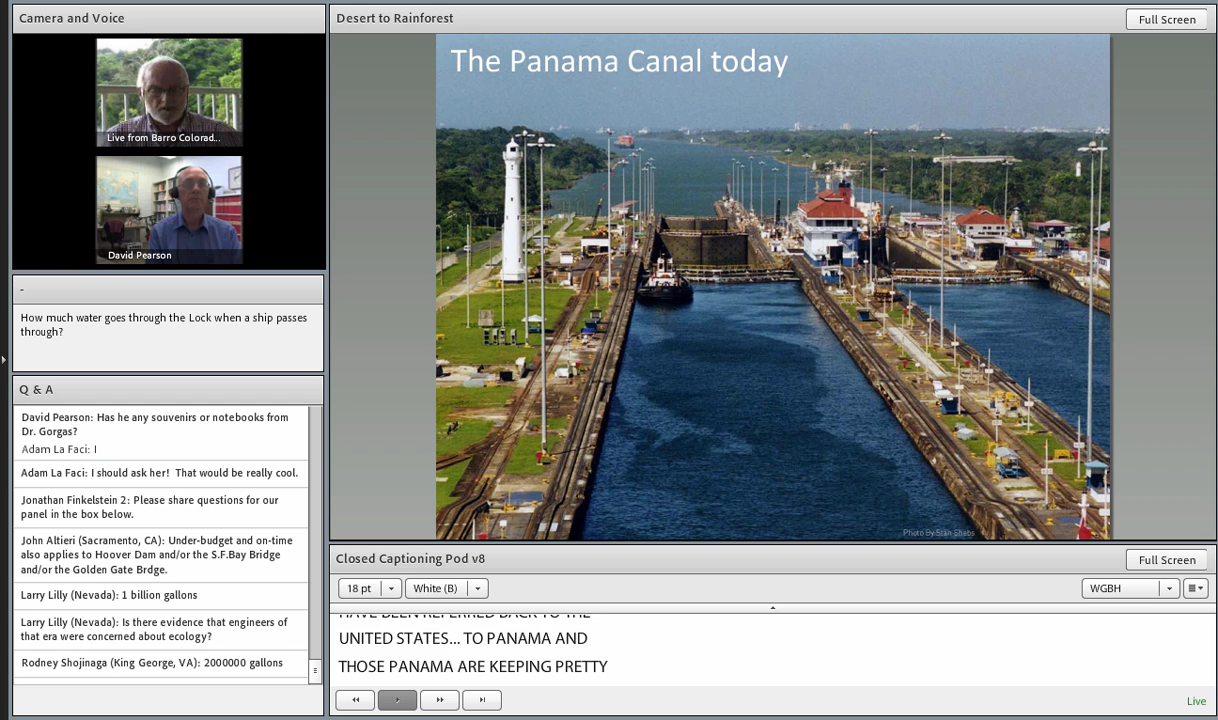 Camera and Voice
Live from Barro Colorad...
David Pearson
-
How much water goes through the Lock when a ship passes
through?
Q & A
David Pearson: Has he any souvenirs or notebooks from
Dr. Gorgas?
Adam La Faci: I
Adam La Faci: I should ask her! That would be really cool.
Jonathan Finkelstein 2: Please share questions for our
panel in the box below.
John Altieri (Sacramento, CA): Under-budget and on-time
also applies to Hoover Dam and/or the S.F.Bay Bridge
and/or the Golden Gate Brdge.
Larry Lilly (Nevada): 1 billion gallons
Larry Lilly (Nevada): Is there evidence that engineers of
that era were concerned about ecology?
Rodney Shojinaga (King George, VA): 2000000 gallons
Desert to Rainforest
Full Screen
The Panama Canal today
Photo By Stan Shebs
Closed Captioning Pod v8
Full Screen
18 pt
White (B)
WGBH
HAVE BEEN REFERRED BACK TO THE
UNITED STATES... TO PANAMA AND
THOSE PANAMA ARE KEEPING PRETTY
Live